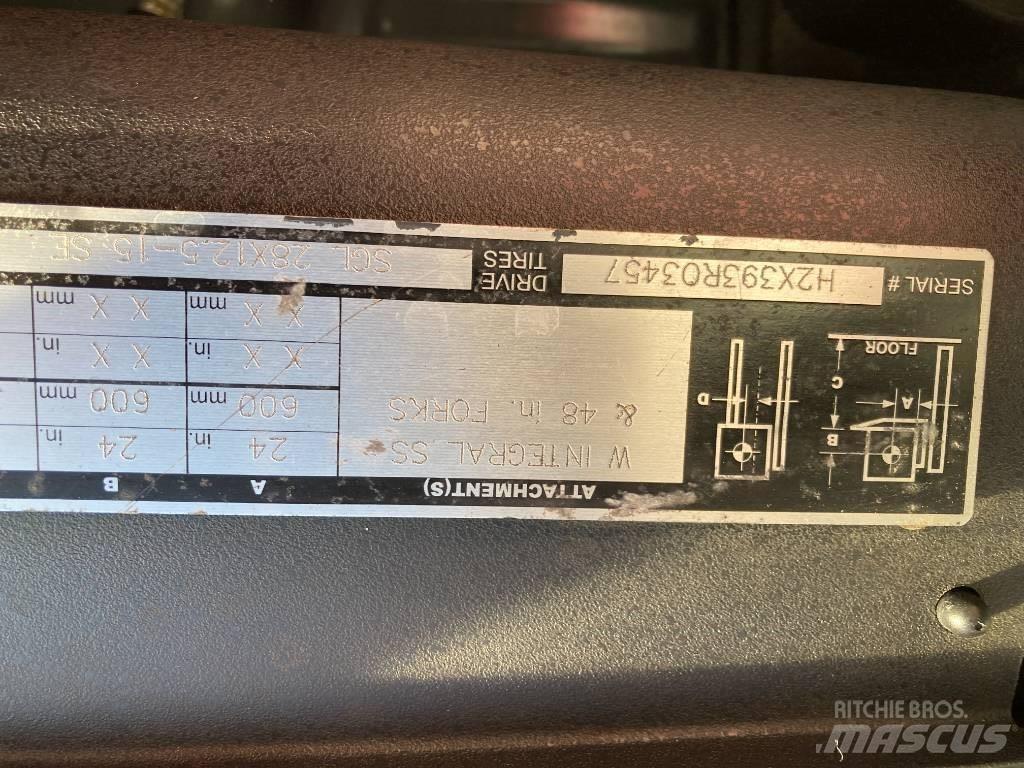 ATTACHMENT(S) A B
W INTEGRAL SS 24 in. 24 in.
& 48 in. FORKS 600 mm 600 mm
X X in. X X in.
X X mm X X mm
B
A
C
FLOOR
D
SERIAL # H2X393R03457 DRIVE TIRES SGL 28X12.5-15 SE
RITCHIE BROS.
MASCUS